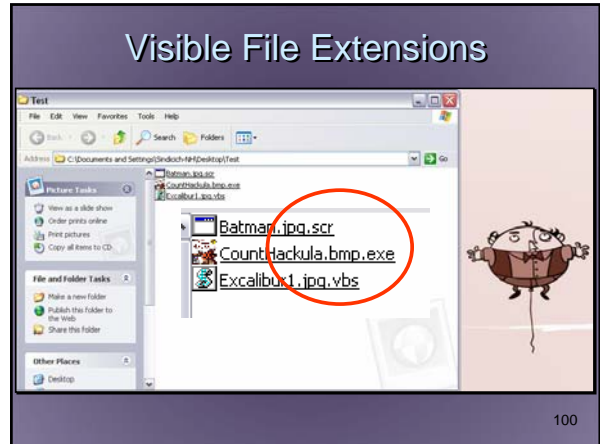 Visible File Extensions
Test
File Edit View Favorites Tools Help
Back Search Folders
Address C:\Documents and Settings\Sindicich-NH\Desktop\Test Go
Picture Tasks
View as a slide show
Order prints online
Print pictures
Copy all items to CD
File and Folder Tasks
Make a new folder
Publish this folder to the Web
Share this folder
Other Places
Desktop
Batman.jpg.scr
CountHackula.bmp.exe
Excalibur1.jpg.vbs
Batman.jpg.scr
CountHackula.bmp.exe
Excalibur1.jpg.vbs
100